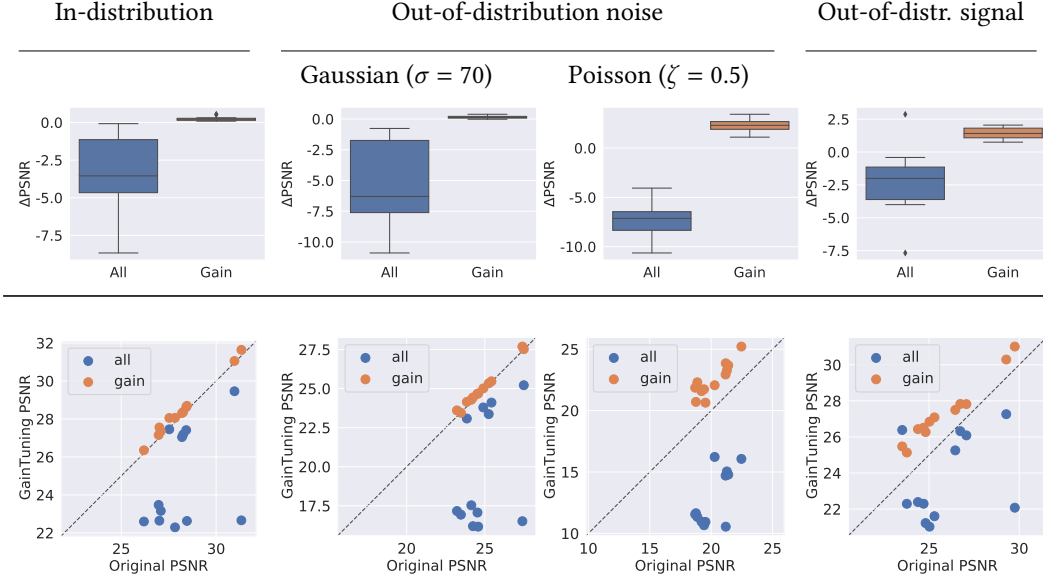 In-distribution
Out-of-distribution noise
Out-of-distr. signal
Gaussian (σ = 70)
Poisson (ζ = 0.5)
ΔPSNR
0.0
-2.5
-5.0
-7.5
All
Gain
ΔPSNR
0.0
-2.5
-5.0
-7.5
-10.0
All
Gain
ΔPSNR
0.0
-5.0
-10.0
All
Gain
ΔPSNR
2.5
0.0
-2.5
-5.0
-7.5
All
Gain
GainTuning PSNR
32
30
28
26
24
22
all
gain
25
30
Original PSNR
GainTuning PSNR
27.5
25.0
22.5
20.0
17.5
all
gain
20
25
Original PSNR
GainTuning PSNR
25
20
15
10
all
gain
10
15
20
25
Original PSNR
GainTuning PSNR
30
28
26
24
22
all
gain
25
30
Original PSNR